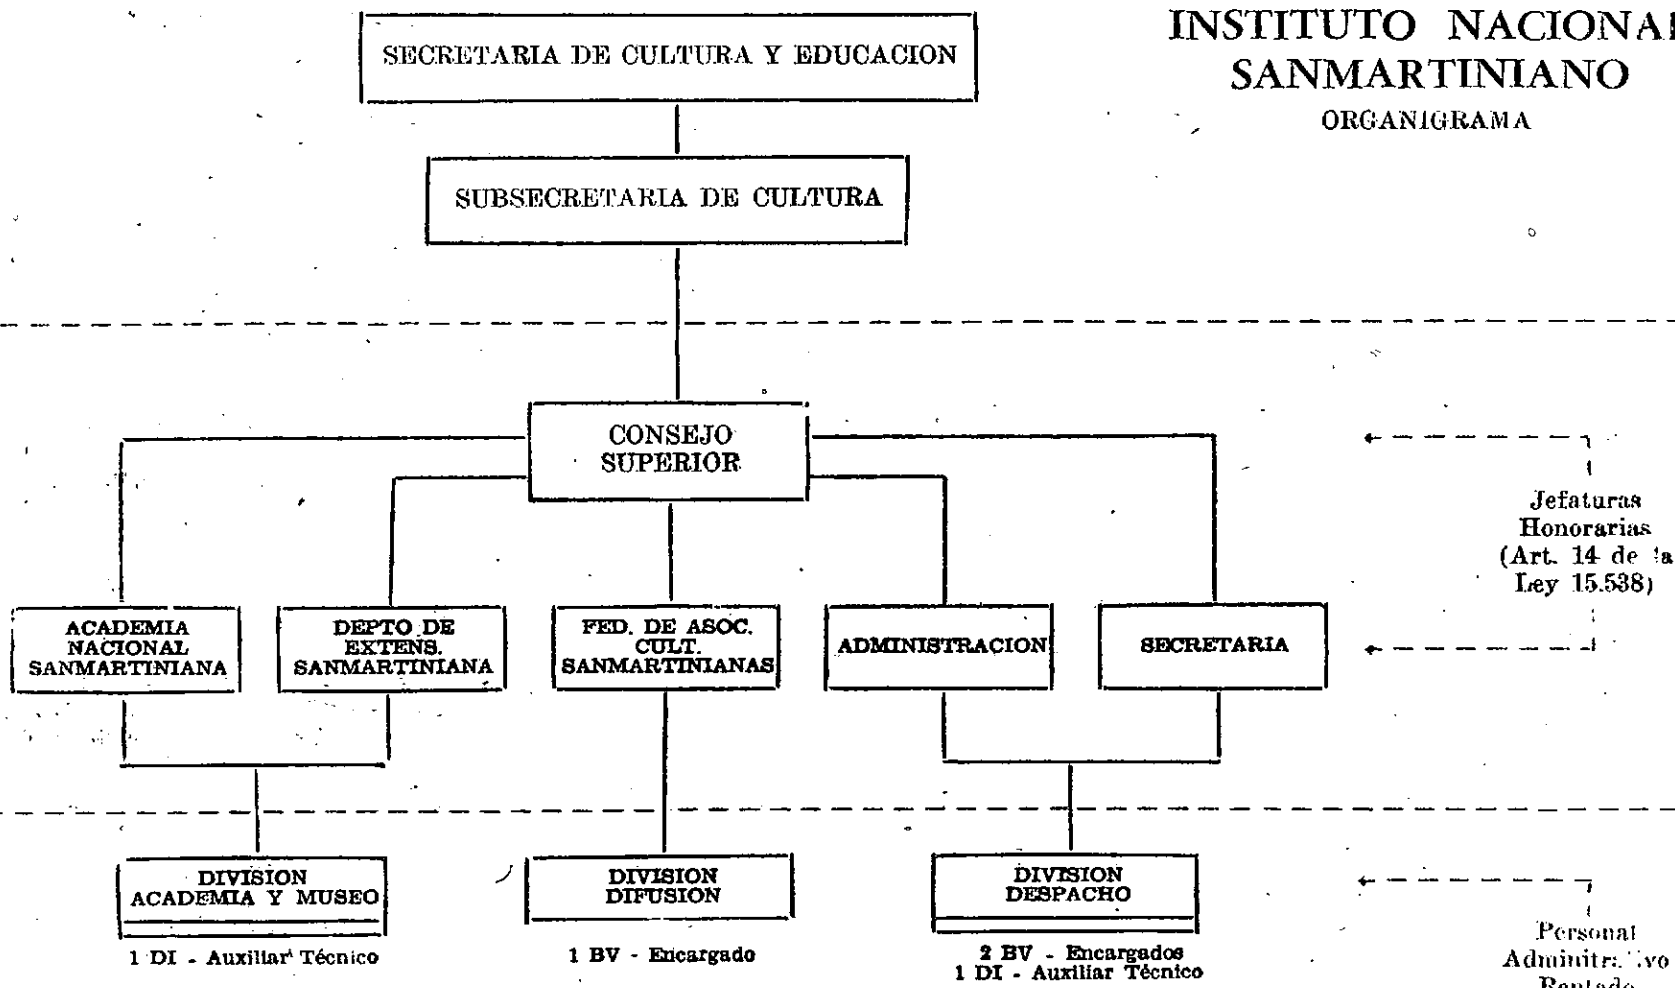 INSTITUTO NACIONAL
SANMARTINIANO
ORGANIGRAMA
SECRETARIA DE CULTURA Y EDUCACION
SUBSECRETARIA DE CULTURA
CONSEJO
SUPERIOR
Jefaturas
Honorarias
(Art. 14 de la
Ley 15.538)
ACADEMIA
NACIONAL
SANMARTINIANA
DEPTO DE
EXTENS.
SANMARTINIANA
FED. DE ASOC.
CULT.
SANMARTINIANAS
ADMINISTRACION
SECRETARIA
DIVISION
ACADEMIA Y MUSEO
1 DI - Auxiliar Técnico
DIVISION
DIFUSION
1 BV - Encargado
DIVISION
DESPACHO
2 BV - Encargados
1 DI - Auxiliar Técnico
Personal
Adminitrativo
Rentado